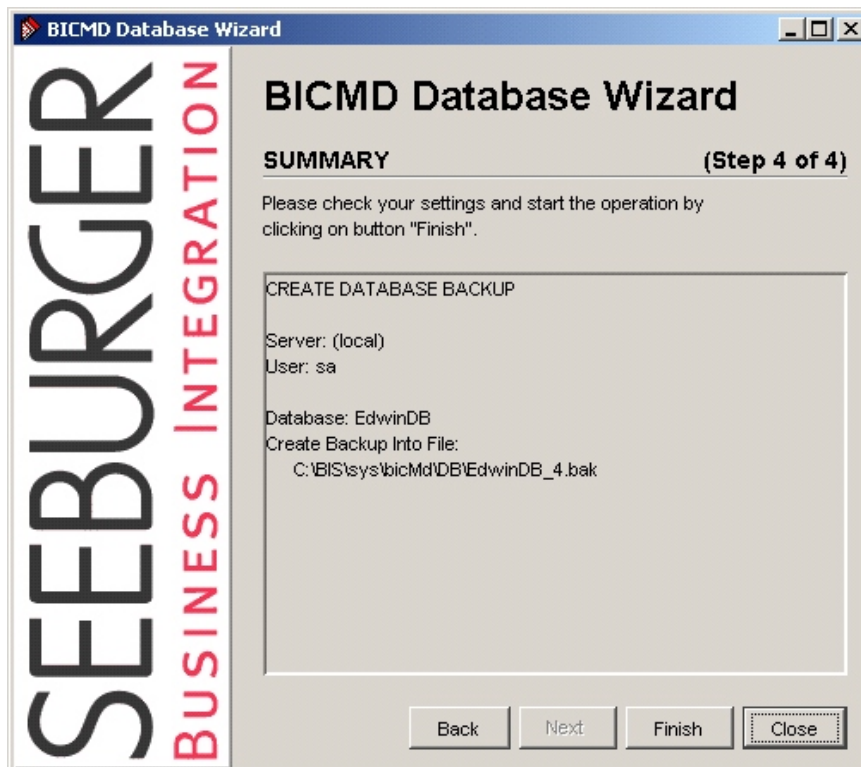 BICMD Database Wizard
SEEBURGER
BUSINESS INTEGRATION
BICMD Database Wizard
SUMMARY (Step 4 of 4)
Please check your settings and start the operation by
clicking on button "Finish".
CREATE DATABASE BACKUP
Server: (local)
User: sa
Database: EdwinDB
Create Backup Into File:
C:\BIS\sys\bicMd\DB\EdwinDB_4.bak
Back Next Finish Close